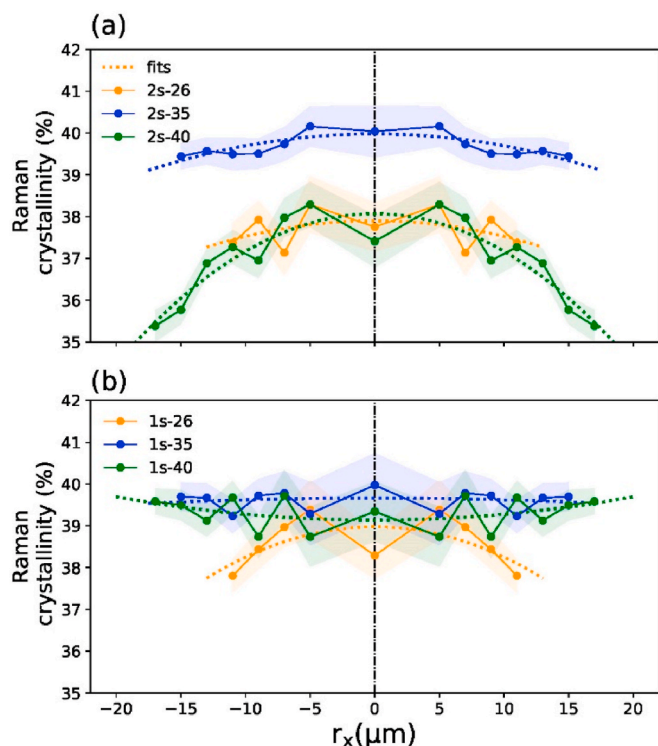 (a)
42
41
40
39
38
37
36
35
Raman
crystallinity (%)
fits
2s-26
2s-35
2s-40
(b)
42
41
40
39
38
37
36
35
Raman
crystallinity (%)
1s-26
1s-35
1s-40
−20 −15 −10 −5 0 5 10 15 20
rx(μm)